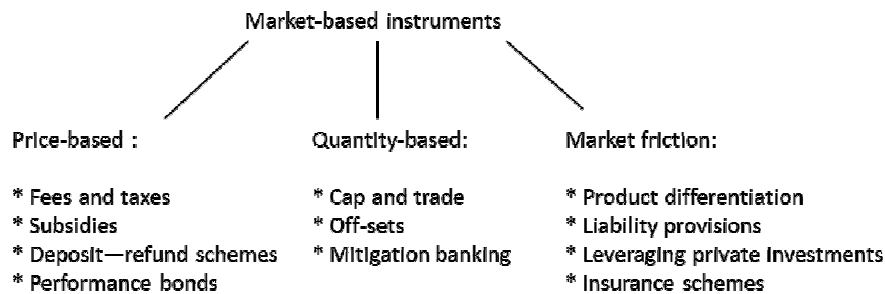 Market-based instruments
Price-based :
* Fees and taxes
* Subsidies
* Deposit—refund schemes
* Performance bonds
Quantity-based:
* Cap and trade
* Off-sets
* Mitigation banking
Market friction:
* Product differentiation
* Liability provisions
* Leveraging private investments
* Insurance schemes